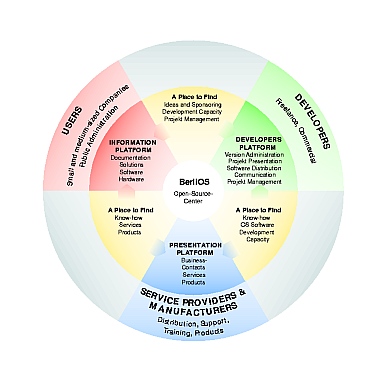 USERS
Small and medium-sized Companies
Public Administration
DEVELOPERS
Freelance, Commercial
A Place to Find
Ideas and Sponsoring
Development Capacity
Projekt Management
INFORMATION
PLATFORM
Documentation
Solutions
Software
Hardware
DEVELOPERS
PLATFORM
Version Administration
Projekt Presentation
Software Distribution
Communication
Projekt Management
BerliOS
Open-Source-
Center
A Place to Find
Know-how
Services
Products
A Place to Find
Know-how
OS Software
Development
Capacity
PRESENTATION
PLATFORM
Business-
Contacts
Services
Products
SERVICE PROVIDERS &
MANUFACTURERS
Distribution, Support,
Training, Products